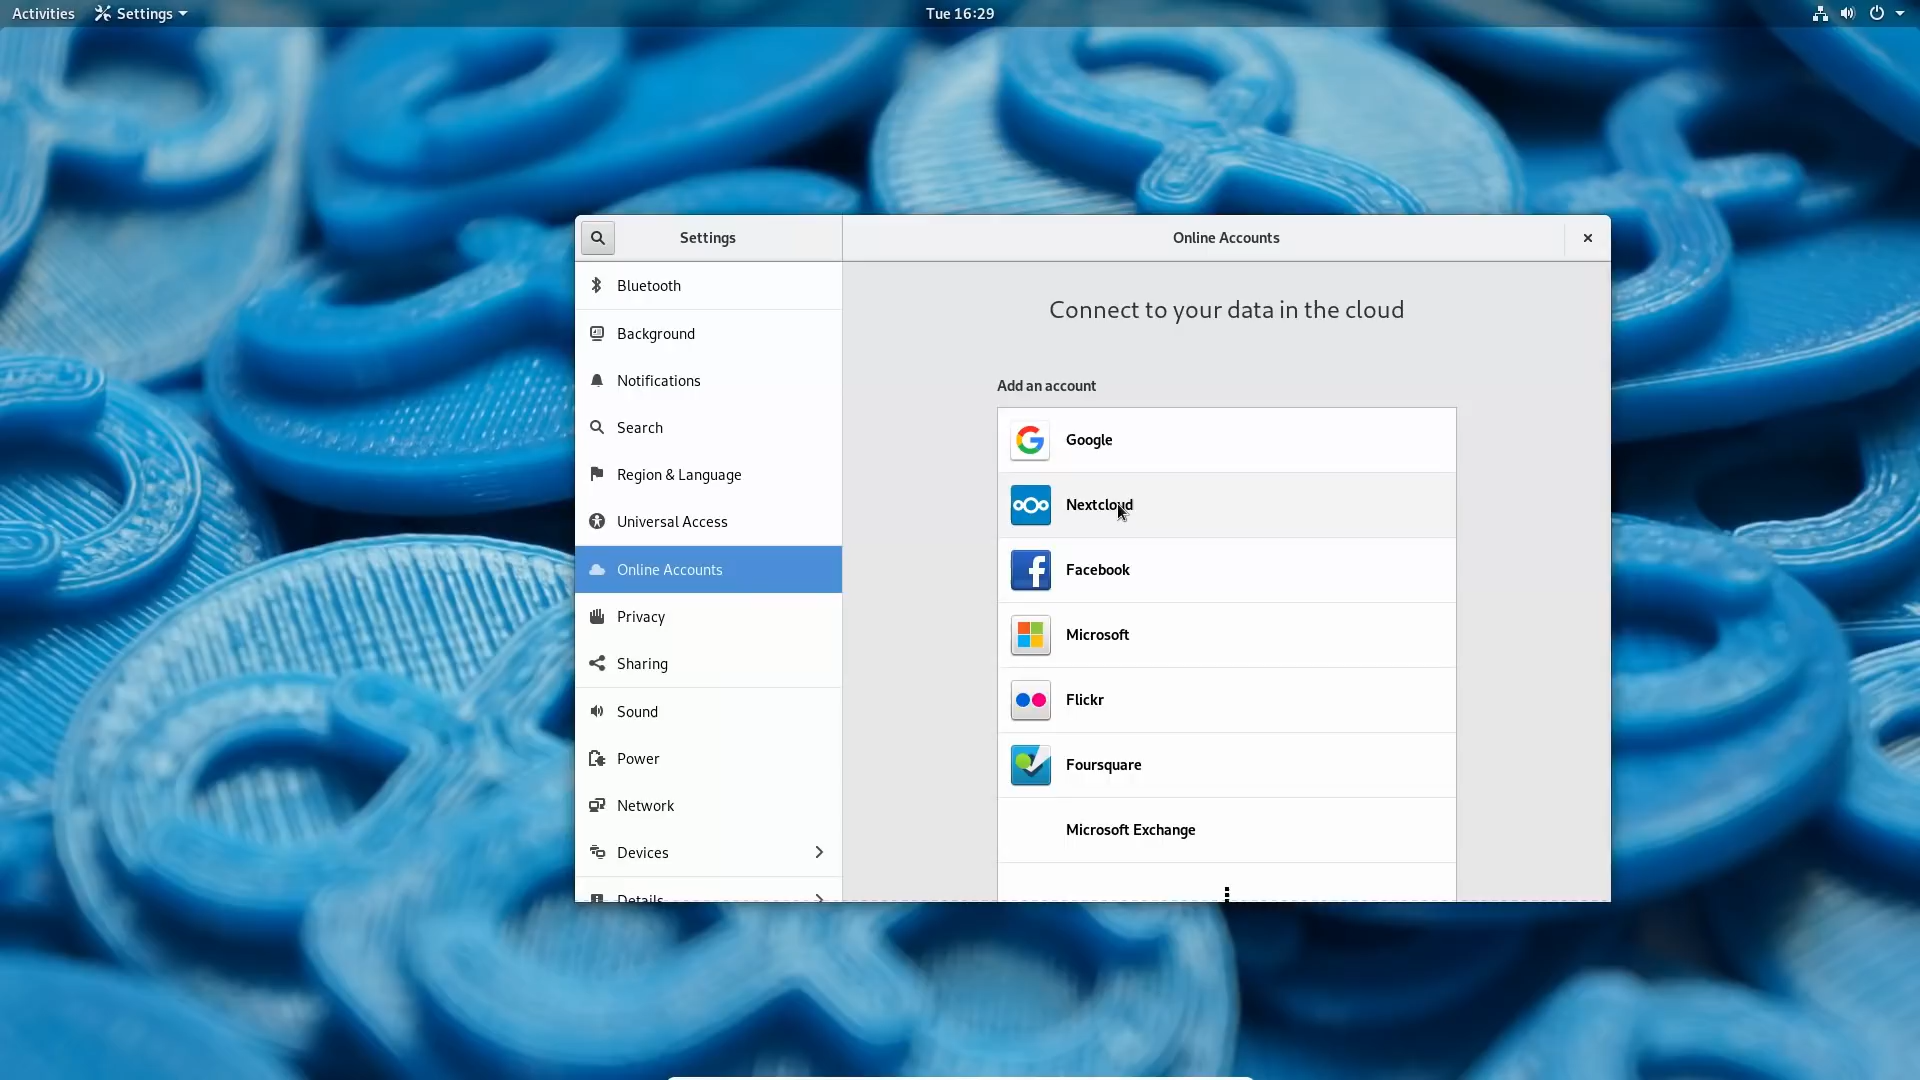 Activities
Settings
Tue 16:29
Settings
Online Accounts
Bluetooth
Background
Notifications
Search
Region & Language
Universal Access
Online Accounts
Privacy
Sharing
Sound
Power
Network
Devices
Details
Connect to your data in the cloud
Add an account
Google
Nextcloud
Facebook
Microsoft
Flickr
Foursquare
Microsoft Exchange